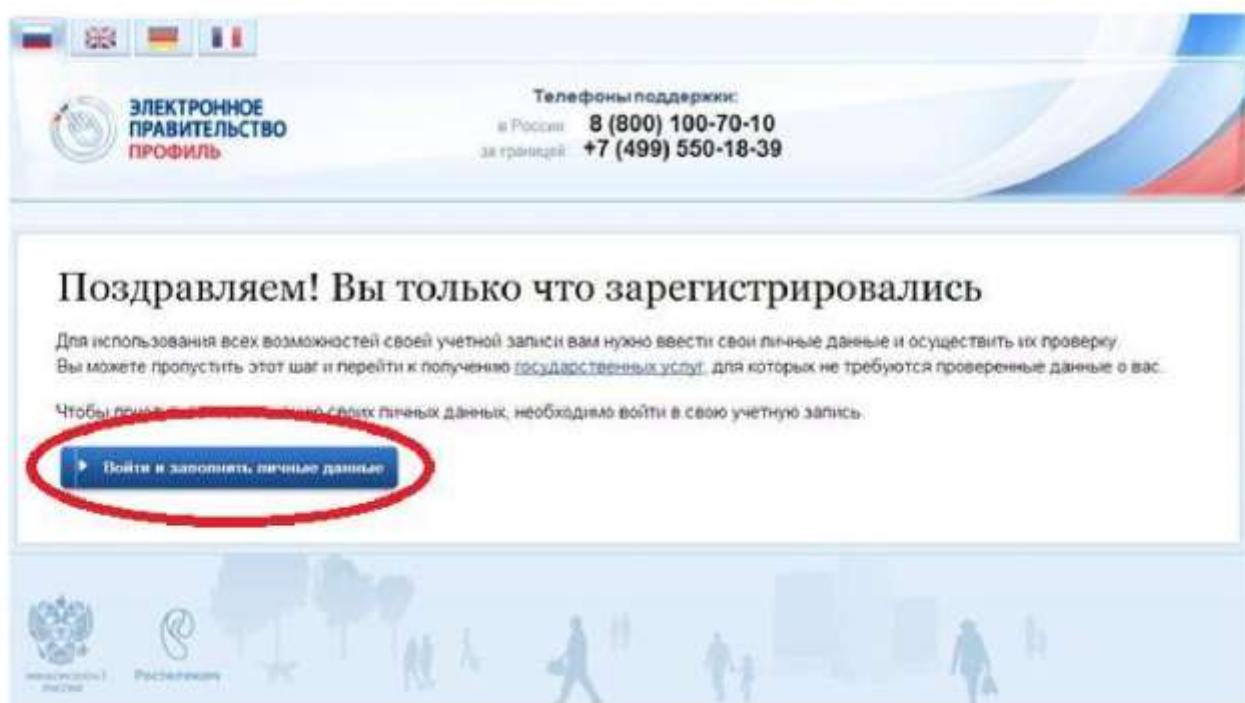 ЭЛЕКТРОННОЕ
ПРАВИТЕЛЬСТВО
ПРОФИЛЬ
Телефоны поддержки:
в России 8 (800) 100-70-10
за границей +7 (499) 550-18-39
Поздравляем! Вы только что зарегистрировались
Для использования всех возможностей своей учетной записи вам нужно ввести свои личные данные и осуществить их проверку
Вы можете пропустить этот шаг и перейти к получению государственных услуг, для которых не требуются проверенные данные о вас.
Чтобы своих личных данных, необходимо войти в свою учетную запись
Войти и заполнить личные данные
Ростелеком